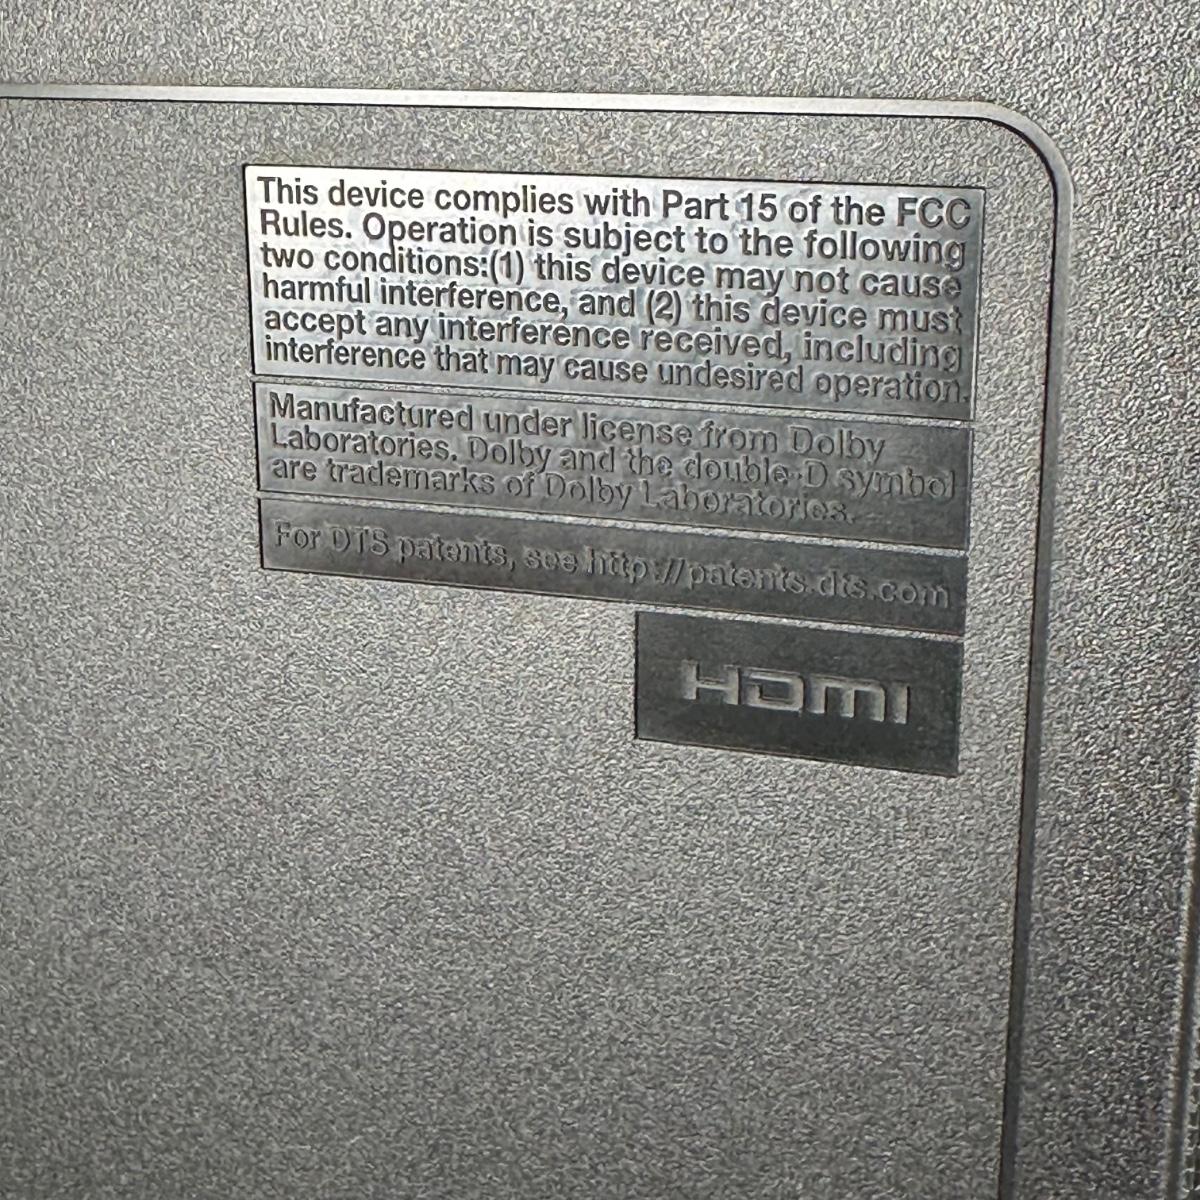 This device complies with Part 15 of the FCC
Rules. Operation is subject to the following
two conditions:(1) this device may not cause
harmful interference, and (2) this device must
accept any interference received, including
interference that may cause undesired operation.
Manufactured under license from Dolby
Laboratories. Dolby and the double-D symbol
are trademarks of Dolby Laboratories.
For DTS patents, see http://patents.dts.com
HDMI